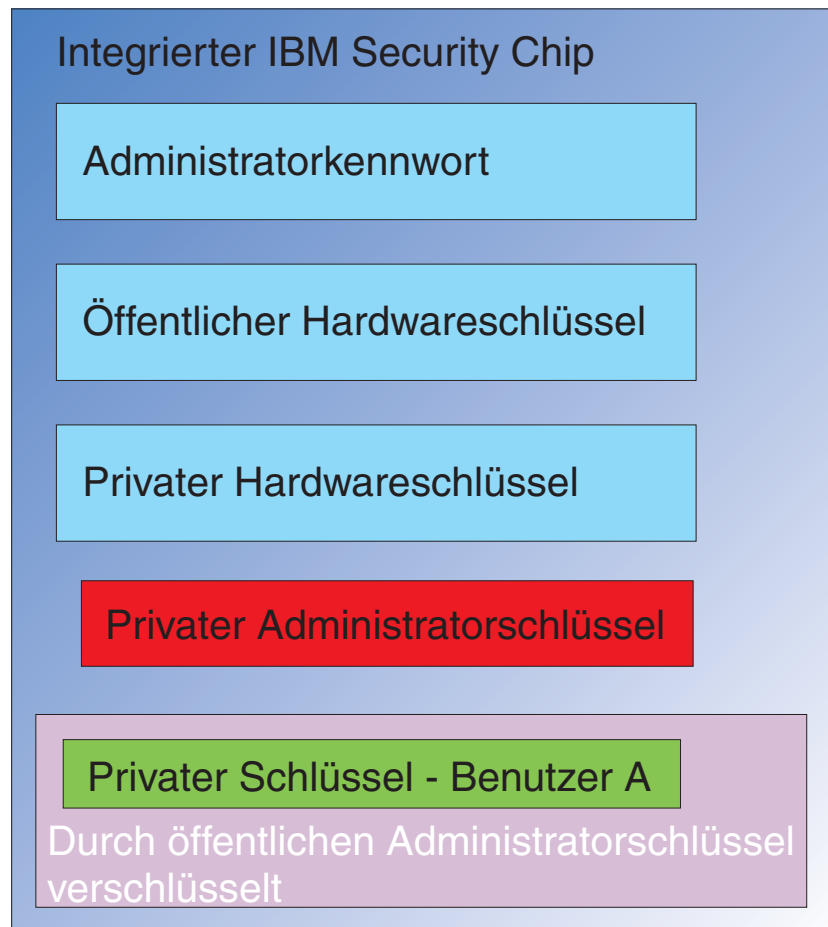 Integrierter IBM Security Chip
Administratorkennwort
Öffentlicher Hardwareschlüssel
Privater Hardwareschlüssel
Privater Administratorschlüssel
Privater Schlüssel - Benutzer A
Durch öffentlichen Administratorschlüssel
verschlüsselt